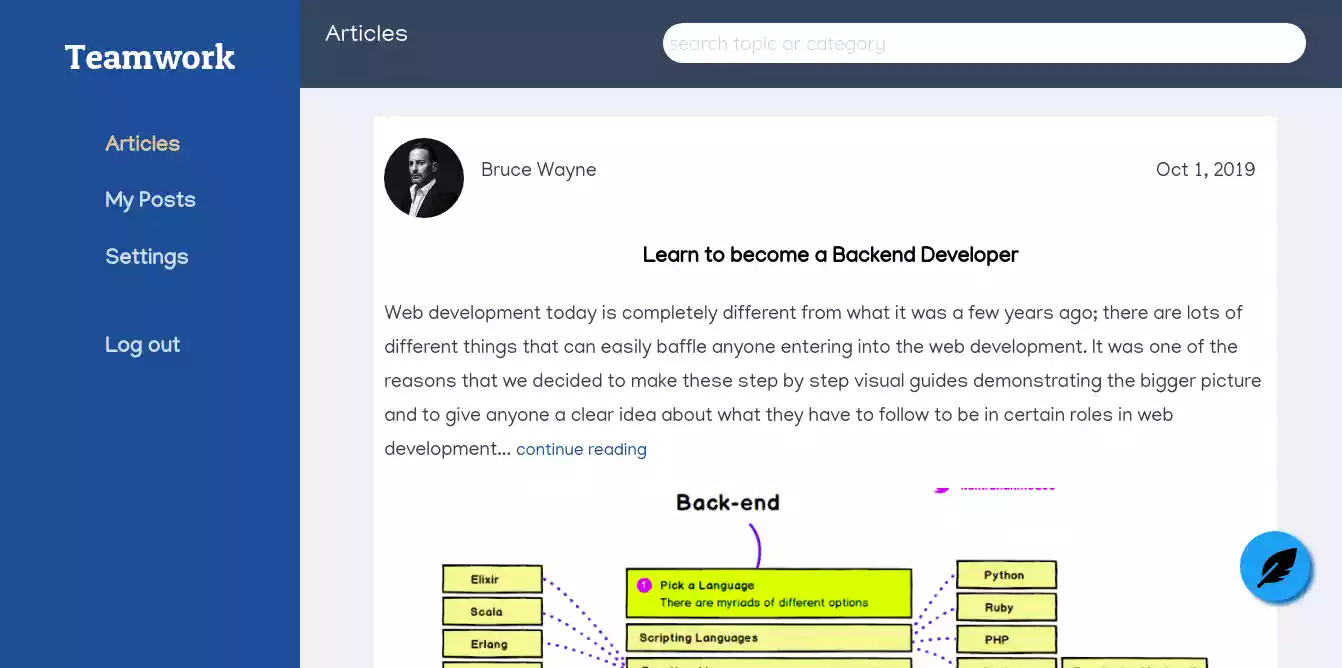 Teamwork
Articles
My Posts
Settings
Log out
Articles
search topic or category
Bruce Wayne
Oct 1, 2019
Learn to become a Backend Developer
Web development today is completely different from what it was a few years ago; there are lots of
different things that can easily baffle anyone entering into the web development. It was one of the
reasons that we decided to make these step by step visual guides demonstrating the bigger picture
and to give anyone a clear idea about what they have to follow to be in certain roles in web
development... continue reading
Back-end
Elixir
Scala
Erlang
1 Pick a Language
There are myriads of different options
Scripting Languages
Python
Ruby
PHP